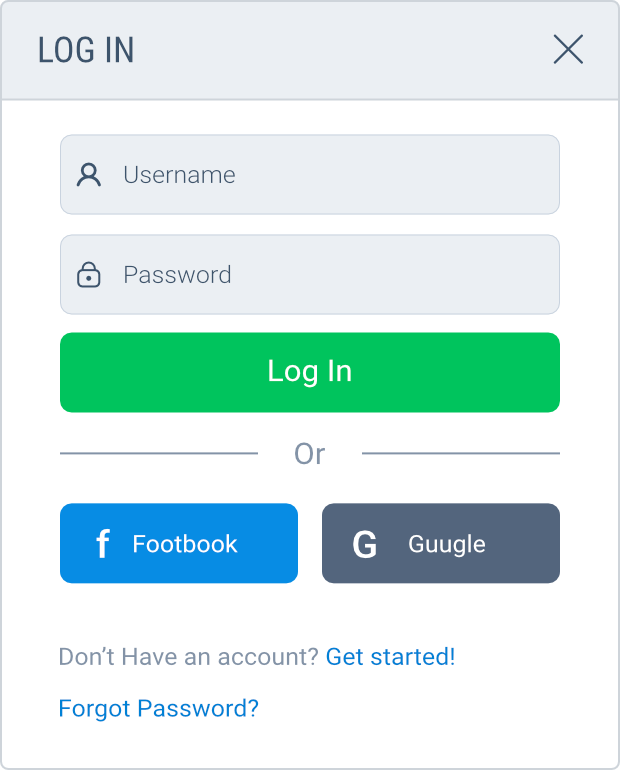 LOG IN
Username
Password
Log In
Or
f Footbook
G Guugle
Don’t Have an account? Get started!
Forgot Password?